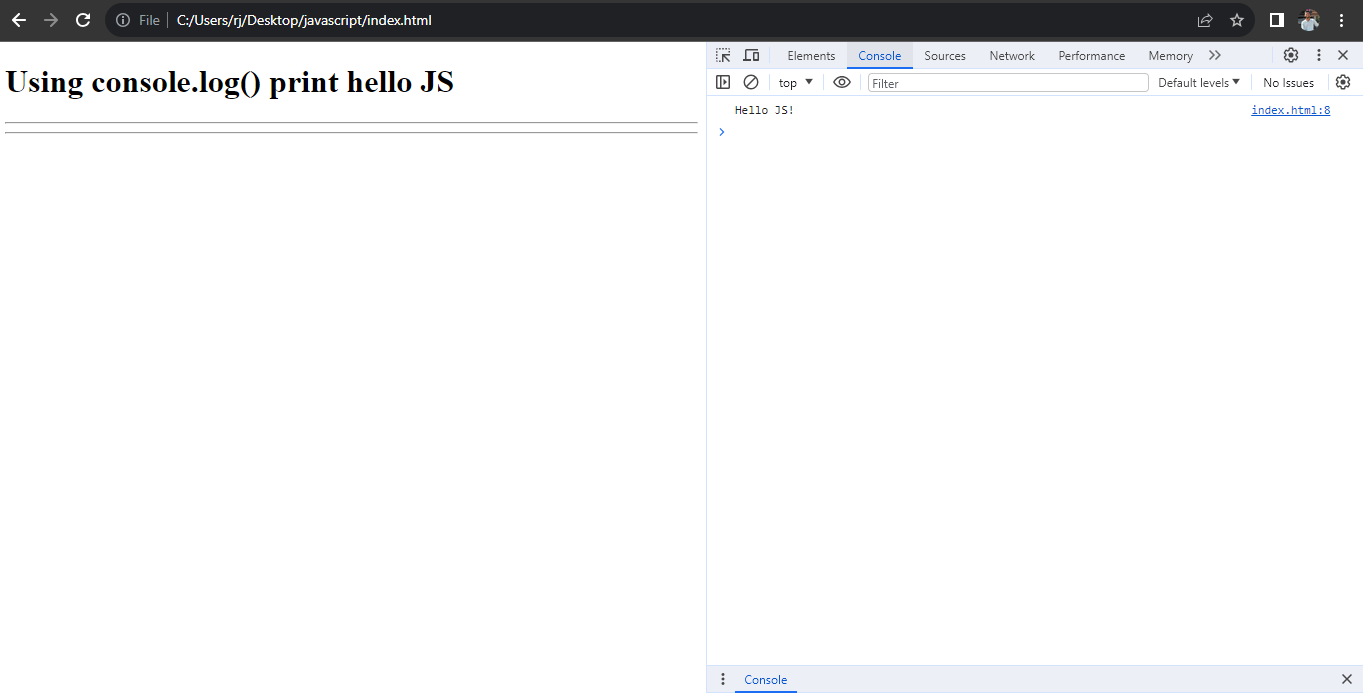 File C:/Users/rj/Desktop/javascript/index.html
Using console.log() print hello JS
Elements Console Sources Network Performance Memory
top Filter Default levels No Issues
Hello JS! index.html:8
Console